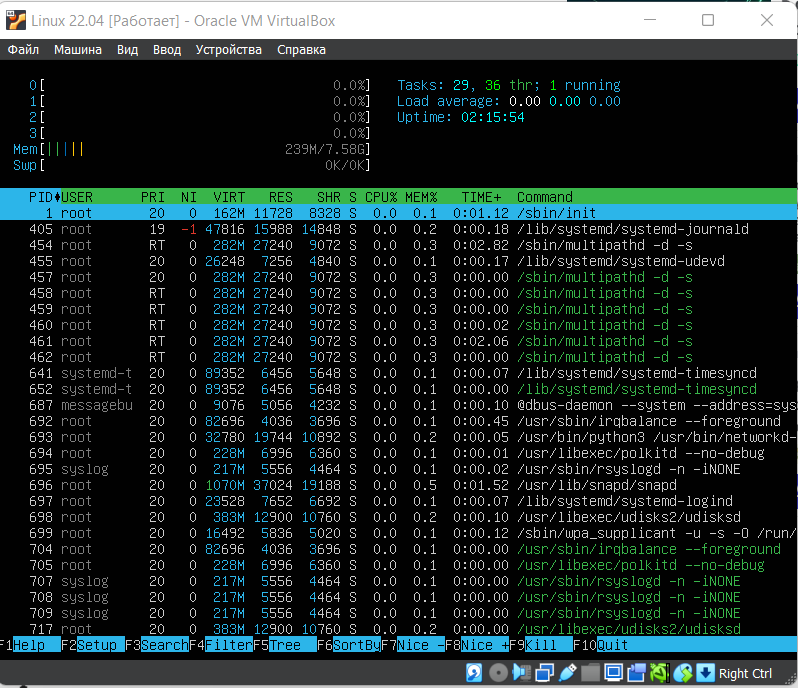 Linux 22.04 [Работает] - Oracle VM VirtualBox
Файл Машина Вид Ввод Устройства Справка
0[ 0.0%] Tasks: 29, 36 thr; 1 running
1[ 0.0%] Load average: 0.00 0.00 0.00
2[ 0.0%] Uptime: 02:15:54
3[ 0.0%]
Mem[||||| 239M/7.58G]
Swp[ 0K/0K]
PID USER PRI NI VIRT RES SHR S CPU% MEM% TIME+ Command
1 root 20 0 162M 11728 8328 S 0.0 0.1 0:01.12 /sbin/init
405 root 19 -1 47816 15988 14848 S 0.0 0.2 0:00.18 /lib/systemd/systemd-journald
454 root RT 0 282M 27240 9072 S 0.0 0.3 0:02.82 /sbin/multipathd -d -s
455 root 20 0 26248 7256 4840 S 0.0 0.1 0:00.17 /lib/systemd/systemd-udevd
457 root 20 0 282M 27240 9072 S 0.0 0.3 0:00.00 /sbin/multipathd -d -s
458 root RT 0 282M 27240 9072 S 0.0 0.3 0:00.00 /sbin/multipathd -d -s
459 root RT 0 282M 27240 9072 S 0.0 0.3 0:00.00 /sbin/multipathd -d -s
460 root RT 0 282M 27240 9072 S 0.0 0.3 0:00.02 /sbin/multipathd -d -s
461 root RT 0 282M 27240 9072 S 0.0 0.3 0:02.06 /sbin/multipathd -d -s
462 root RT 0 282M 27240 9072 S 0.0 0.3 0:00.00 /sbin/multipathd -d -s
641 systemd-t 20 0 89352 6456 5648 S 0.0 0.1 0:00.07 /lib/systemd/systemd-timesyncd
652 systemd-t 20 0 89352 6456 5648 S 0.0 0.1 0:00.00 /lib/systemd/systemd-timesyncd
687 messagebu 20 0 9076 5056 4232 S 0.0 0.1 0:00.10 @dbus-daemon --system --address=sys
692 root 20 0 82696 4036 3696 S 0.0 0.1 0:00.45 /usr/sbin/irqbalance --foreground
693 root 20 0 32780 19744 10892 S 0.0 0.2 0:00.05 /usr/bin/python3 /usr/bin/networkd-
694 root 20 0 228M 6996 6360 S 0.0 0.1 0:00.01 /usr/libexec/polkitd --no-debug
695 syslog 20 0 217M 5556 4464 S 0.0 0.1 0:00.02 /usr/sbin/rsyslogd -n -iNONE
696 root 20 0 1070M 37024 19188 S 0.0 0.5 0:01.52 /usr/lib/snapd/snapd
697 root 20 0 23528 7652 6692 S 0.0 0.1 0:00.07 /lib/systemd/systemd-logind
698 root 20 0 383M 12900 10760 S 0.0 0.2 0:00.10 /usr/libexec/udisks2/udisksd
699 root 20 0 16492 5836 5020 S 0.0 0.1 0:00.12 /sbin/wpa_supplicant -u -s -O /run/
704 root 20 0 82696 4036 3696 S 0.0 0.1 0:00.00 /usr/sbin/irqbalance --foreground
705 root 20 0 228M 6996 6360 S 0.0 0.1 0:00.00 /usr/libexec/polkitd --no-debug
707 syslog 20 0 217M 5556 4464 S 0.0 0.1 0:00.00 /usr/sbin/rsyslogd -n -iNONE
708 syslog 20 0 217M 5556 4464 S 0.0 0.1 0:00.00 /usr/sbin/rsyslogd -n -iNONE
709 syslog 20 0 217M 5556 4464 S 0.0 0.1 0:00.00 /usr/sbin/rsyslogd -n -iNONE
717 root 20 0 383M 12900 10760 S 0.0 0.2 0:00.00 /usr/libexec/udisks2/udisksd
F1Help F2Setup F3SearchF4FilterF5Tree F6SortByF7Nice -F8Nice +F9Kill F10Quit
Right Ctrl